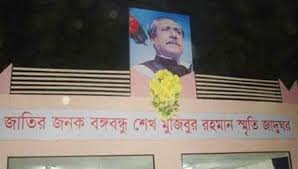 জাতির জনক বঙ্গবন্ধু শেখ মুজিবুর রহমান স্মৃতি জাদুঘর